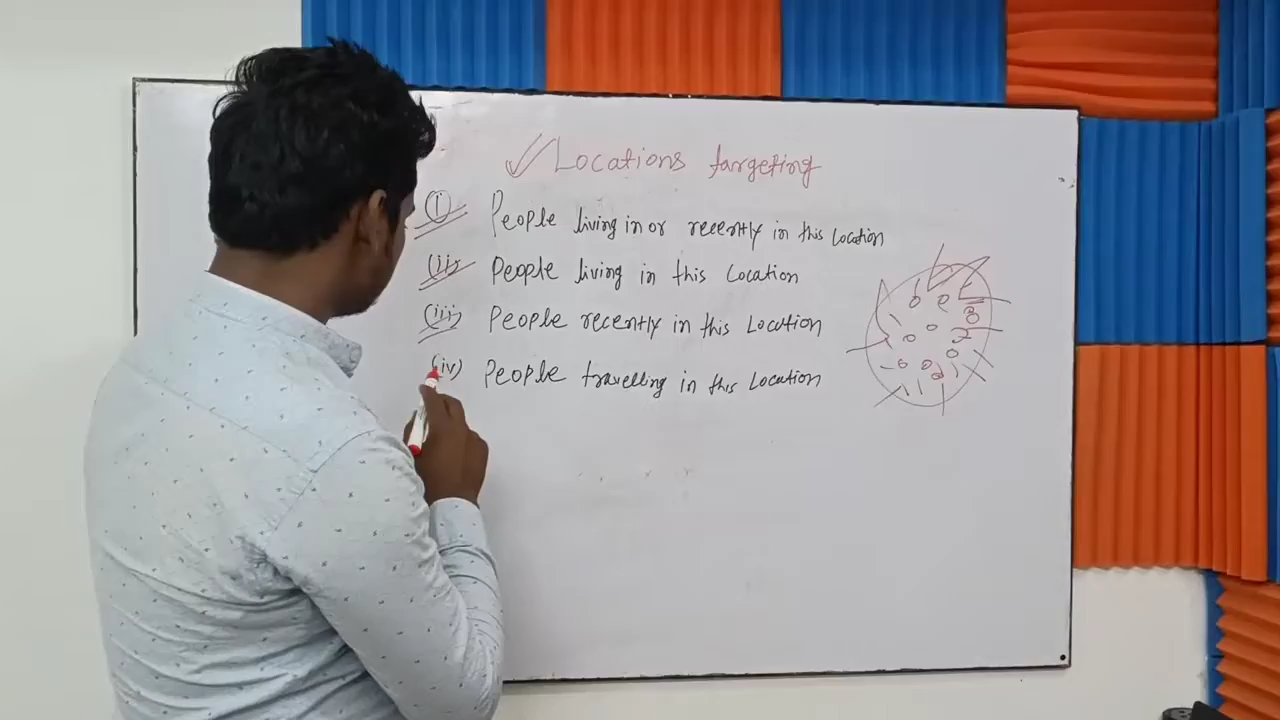 Locations targeting
(i) People living in or recently in this Location
(ii) People living in this Location
(iii) People recently in this Location
(iv) People travelling in this Location